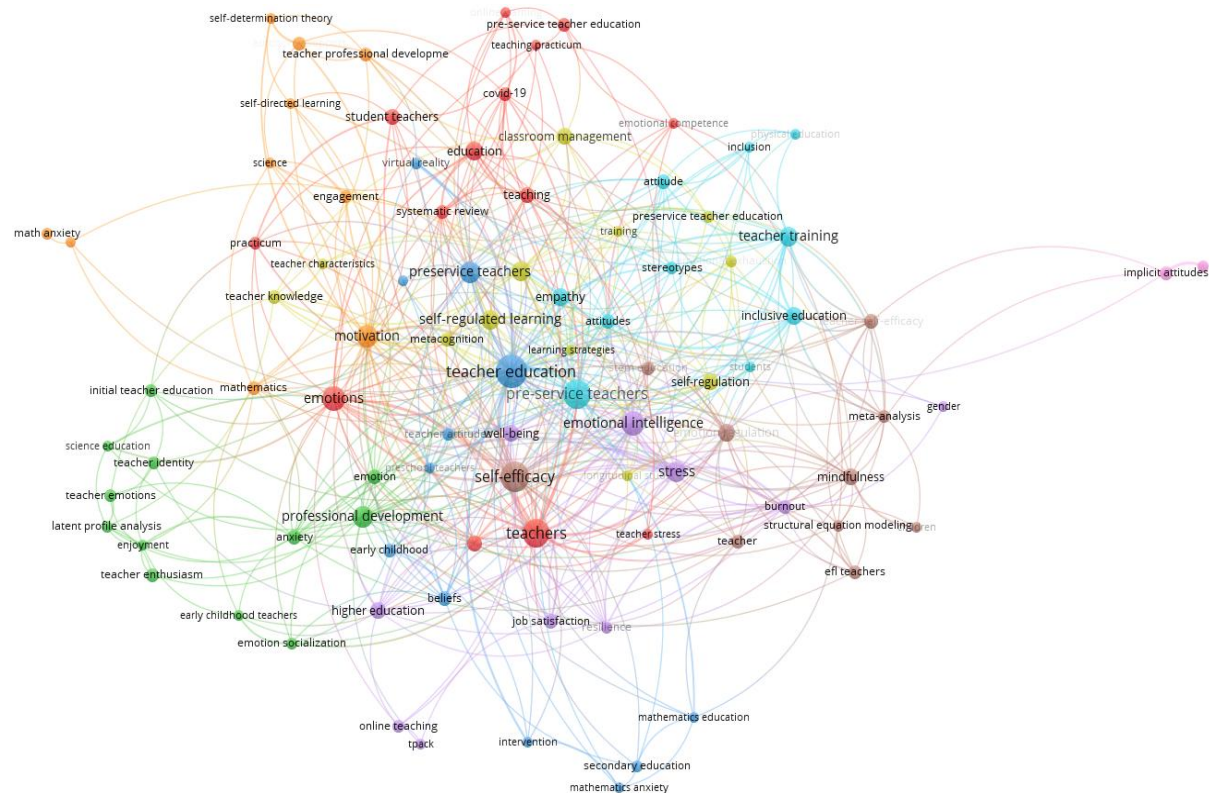 self-determination theory
pre-service teacher education
teaching practicum
teacher professional developme
covid-19
self-directed learning
student teachers
emotional competence
physical education
classroom management
inclusion
education
virtual reality
science
attitude
engagement
teaching
systematic review
preservice teacher education
training
teacher training
math anxiety
practicum
teacher characteristics
preservice teachers
stereotypes
implicit attitudes
teacher knowledge
empathy
self-regulated learning
attitudes
inclusive education
motivation
metacognition
learning strategies
teacher education
students
self-regulation
initial teacher education
mathematics
emotions
pre-service teachers
gender
meta-analysis
emotional intelligence
emotion regulation
teacher attitudes
well-being
science education
teacher identity
preschool teachers
emotion
self-efficacy
stress
mindfulness
teacher emotions
professional development
burnout
latent profile analysis
anxiety
teachers
structural equation modeling
enjoyment
teacher stress
teacher
early childhood
efl teachers
teacher enthusiasm
beliefs
higher education
early childhood teachers
job satisfaction
resilience
emotion socialization
online teaching
mathematics education
tpack
intervention
secondary education
mathematics anxiety